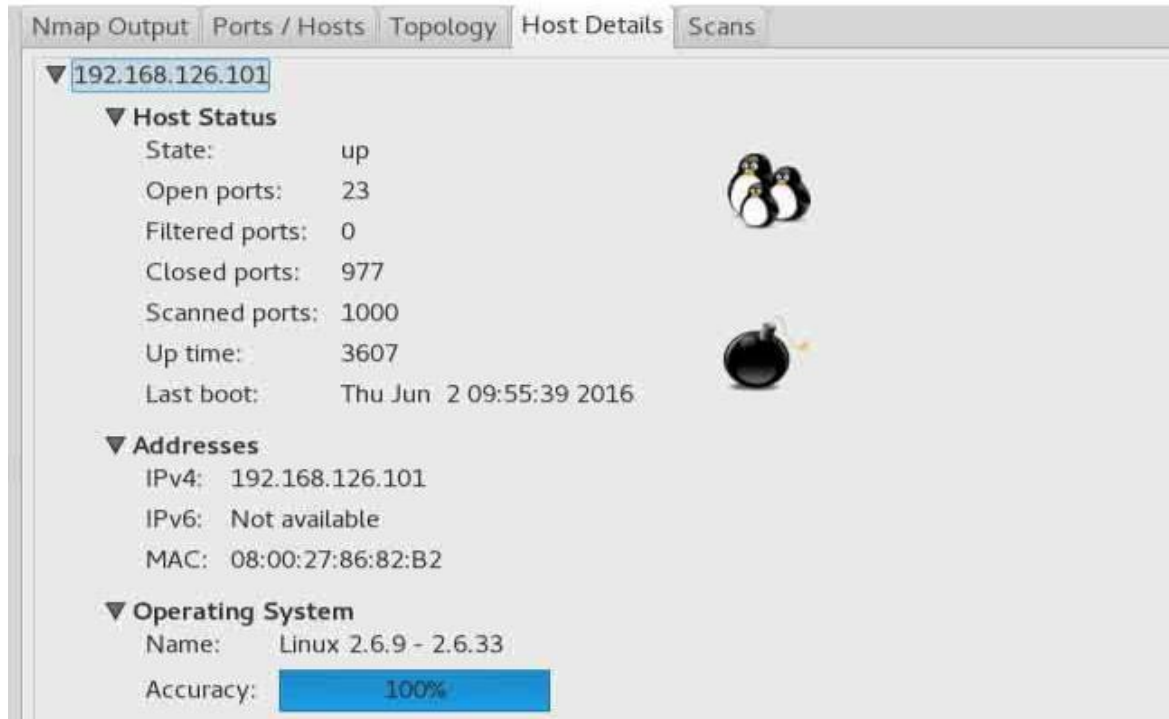 Nmap Output Ports / Hosts Topology Host Details Scans
192.168.126.101
Host Status
State: up
Open ports: 23
Filtered ports: 0
Closed ports: 977
Scanned ports: 1000
Up time: 3607
Last boot: Thu Jun 2 09:55:39 2016
Addresses
IPv4: 192.168.126.101
IPv6: Not available
MAC: 08:00:27:86:82:B2
Operating System
Name: Linux 2.6.9 - 2.6.33
Accuracy: 100%